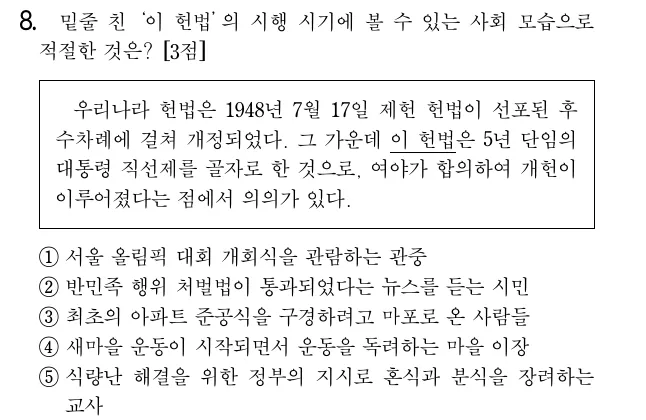 8. 밑줄 친 ‘이 헌법’의 시행 시기에 볼 수 있는 사회 모습으로
적절한 것은? [3점]
우리나라 헌법은 1948년 7월 17일 제헌 헌법이 선포된 후
수차례에 걸쳐 개정되었다. 그 가운데 이 헌법은 5년 단임의
대통령 직선제를 골자로 한 것으로, 여야가 합의하여 개헌이
이루어졌다는 점에서 의의가 있다.
① 서울 올림픽 대회 개회식을 관람하는 관중
② 반민족 행위 처벌법이 통과되었다는 뉴스를 듣는 시민
③ 최초의 아파트 준공식을 구경하려고 마포로 온 사람들
④ 새마을 운동이 시작되면서 운동을 독려하는 마을 이장
⑤ 식량난 해결을 위한 정부의 지시로 혼식과 분식을 장려하는
교사